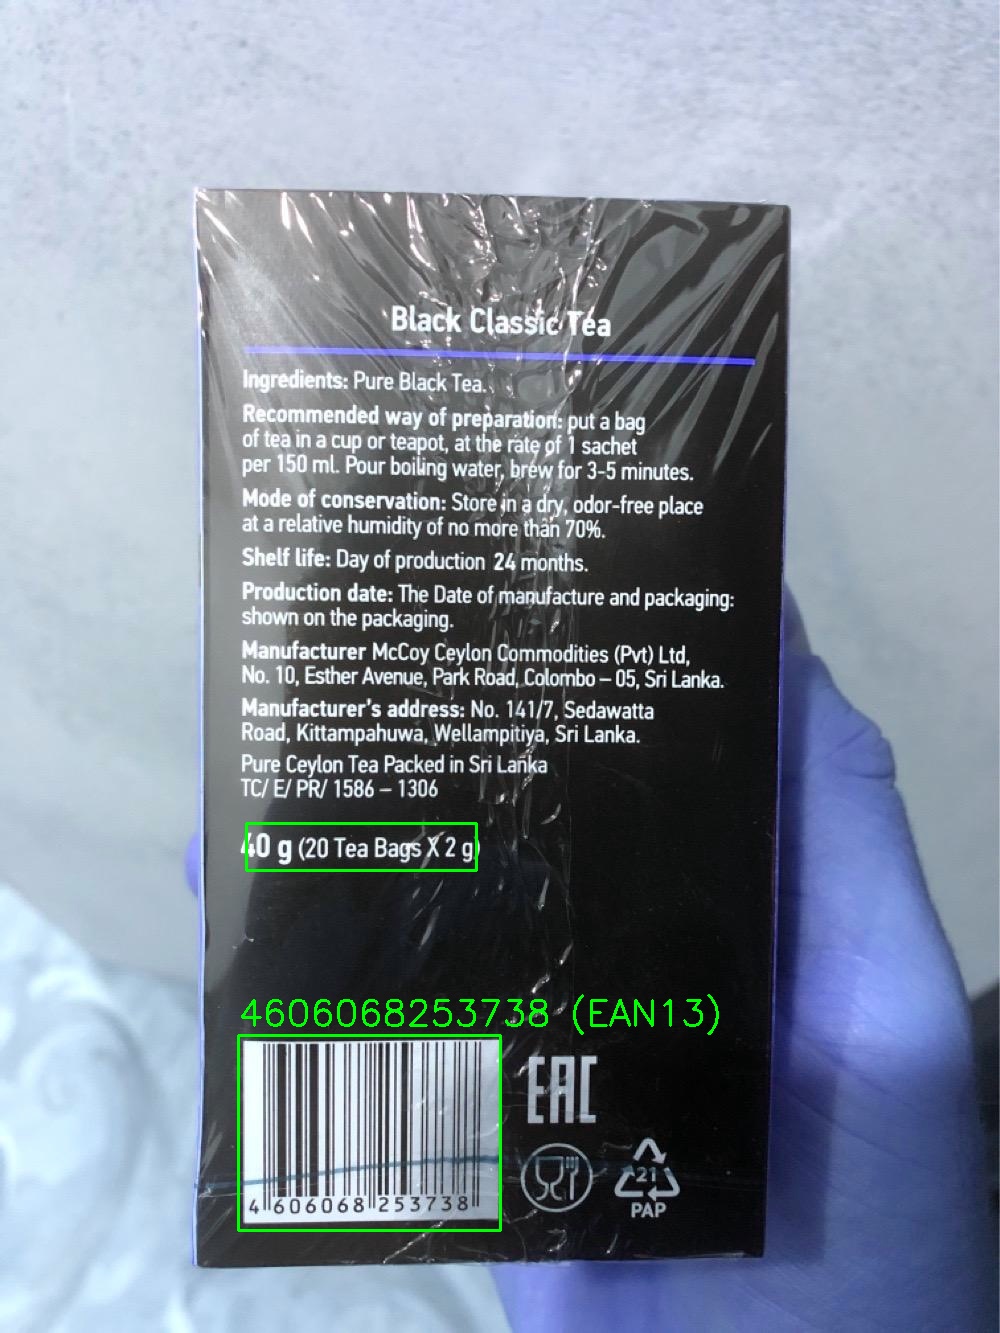 Black Classic Tea
Ingredients: Pure Black Tea.
Recommended way of preparation: put a bag
of tea in a cup or teapot, at the rate of 1 sachet
per 150 ml. Pour boiling water, brew for 3-5 minutes.
Mode of conservation: Store in a dry, odor-free place
at a relative humidity of no more than 70%.
Shelf life: Day of production 24 months.
Production date: The Date of manufacture and packaging:
shown on the packaging.
Manufacturer McCoy Ceylon Commodities (Pvt) Ltd,
No. 10, Esther Avenue, Park Road, Colombo – 05, Sri Lanka.
Manufacturer's address: No. 141/7, Sedawatta
Road, Kittampahuwa, Wellampitiya, Sri Lanka.
Pure Ceylon Tea Packed in Sri Lanka
TC/ E/ PR/ 1586 – 1306
40 g (20 Tea Bags X 2 g)
4606068253738 (EAN13)
EAC
21
PAP
4 606068 253738